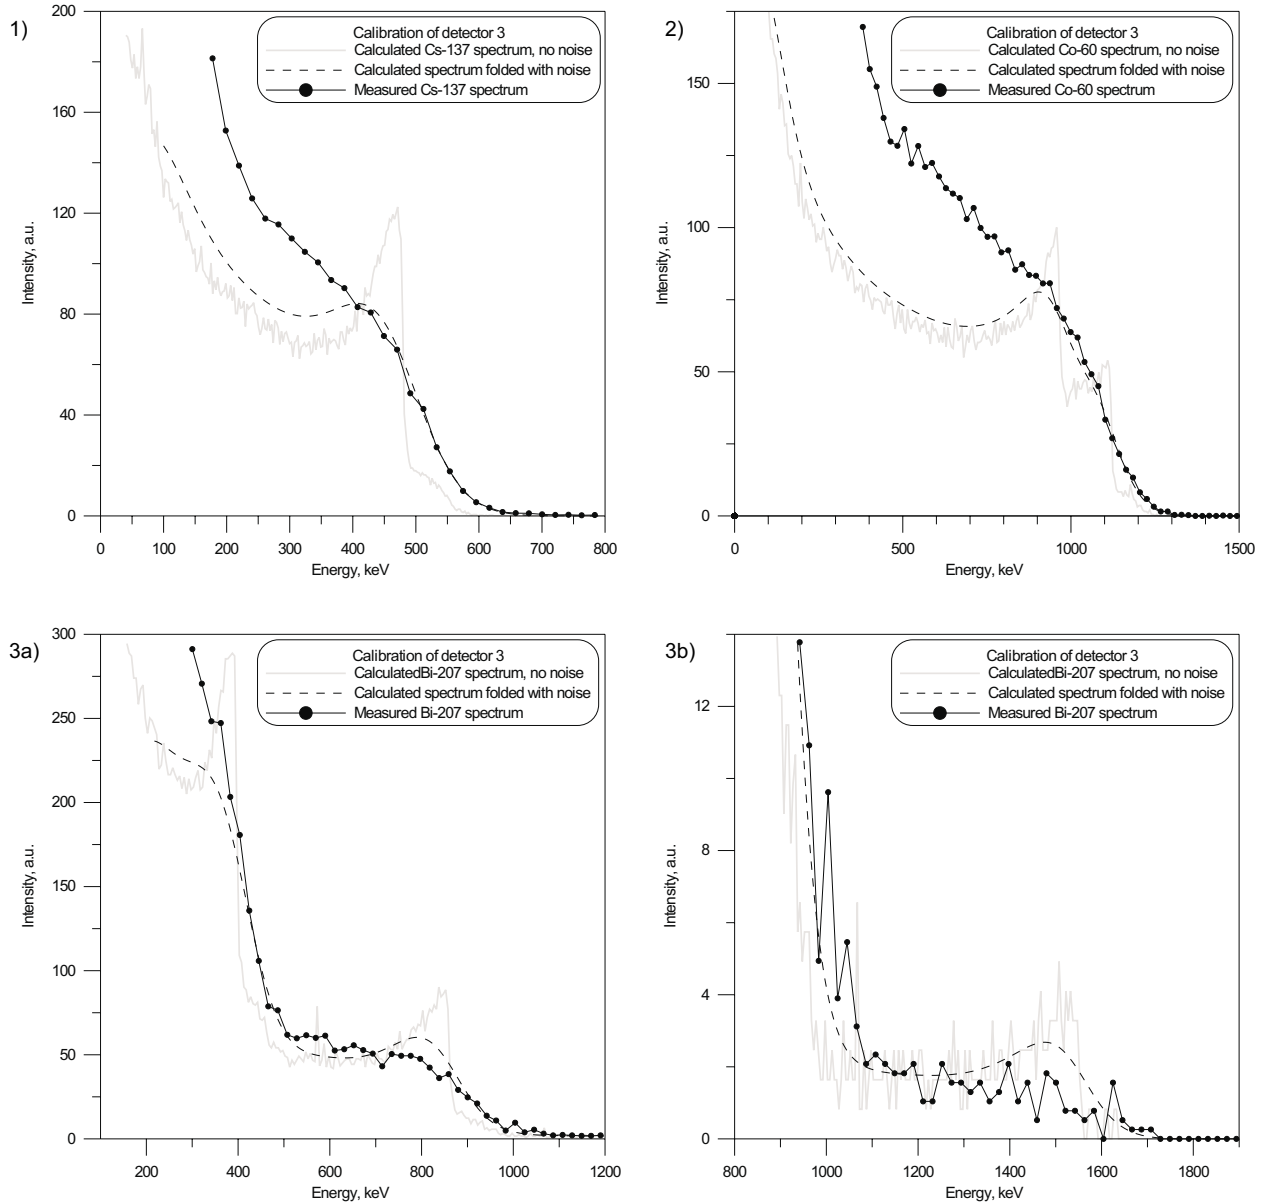 1)
Calibration of detector 3
Calculated Cs-137 spectrum, no noise
Calculated spectrum folded with noise
Measured Cs-137 spectrum
200
160
120
80
40
0
Intensity, a.u.
0 100 200 300 400 500 600 700 800
Energy, keV
2)
Calibration of detector 3
Calculated Co-60 spectrum, no noise
Calculated spectrum folded with noise
Measured Co-60 spectrum
150
100
50
0
Intensity, a.u.
0 500 1000 1500
Energy, keV
3a)
Calibration of detector 3
CalculatedBi-207 spectrum, no noise
Calculated spectrum folded with noise
Measured Bi-207 spectrum
300
250
200
150
100
50
0
Intensity, a.u.
200 400 600 800 1000 1200
Energy, keV
3b)
Calibration of detector 3
CalculatedBi-207 spectrum, no noise
Calculated spectrum folded with noise
Measured Bi-207 spectrum
12
8
4
0
Intensity, a.u.
800 1000 1200 1400 1600 1800
Energy, keV